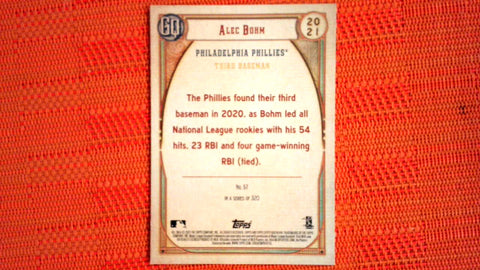 GQ
ALEC BOHM
20
21
PHILADELPHIA PHILLIES
THIRD BASEMAN
The Phillies found their third
baseman in 2020. as Bohm led all
National League rookies with his 54
hits. 23 RBI and four game-winning
RBI (tied).
No. 57
IN A SERIES OF 320
Topps